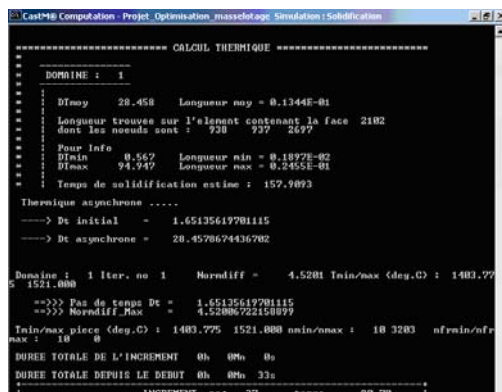 CastM® Computation - Projet_Optimisation_masselotage Simulation : Solidification
************************* CALCUL THERMIQUE *************************
*
* DOMAINE : 1
*
* ! DTmoy 28.458 Longueur moy = 0.1344E-01
* ! Longueur trouvee sur l'element contenant la face 2102
* ! dont les noeuds sont : 938 937 2697
* ! Pour Info
* ! DTmin 0.567 Longueur min = 0.1897E-02
* ! DTmax 94.947 Longueur max = 0.2455E-01
* ! Temps de solidification estime : 157.9093
Thermique asynchrone .....
----> Dt initial = 1.65135619701115
----> Dt asynchrone = 28.4578674436702
Domaine : 1 Iter. no 1 Normdiff = 4.5201 Tmin/max (deg.C) : 1403.77
5 1521.000
==>>> Pas de temps Dt = 1.65135619701115
==>>> Normdiff_Max = 4.52006722158899
Tmin/max piece (deg.C) : 1403.775 1521.000 nmin/nmax : 10 3203 nfrmin/nfr
max : 10 0
DUREE TOTALE DE L'INCREMENT 0h 0Mn 0s
DUREE TOTALE DEPUIS LE DEBUT 0h 0Mn 33s